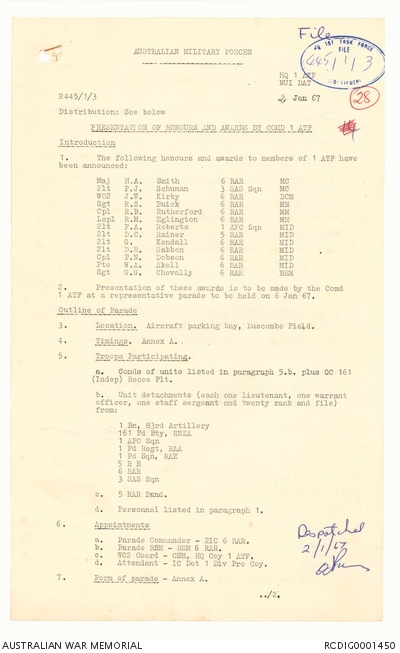 File
HQ 1ST TASK FORCE
FILE
445/1/3
AUSTRALIAN MILITARY FORCES
HQ 1 ATF
NUI DAT
2 Jan 67
28
R445/1/3
Distribution: See below
PRESENTATION OF HONOURS AND AWARDS BY COMD 1 ATF
Introduction
1. The following honours and awards to members of 1 ATF have
been announced:
Maj H.A. Smith 6 RAR MC
2lt P.J. Schuman 3 SAS Sqn MC
WO2 J.W. Kirby 6 RAR DCM
Sgt R.S. Buick 6 RAR MM
Cpl R.B. Rutherford 6 RAR MM
Lcpl R.M. Eglington 6 RAR MM
2lt F.A. Roberts 1 APC Sqn MID
2lt D.C. Rainer 5 RAR MID
2lt G. Kendall 6 RAR MID
2lt D.R. Sabben 6 RAR MID
Cpl P.N. Dobson 6 RAR MID
Pte W.A. Akell 6 RAR MID
Sgt G.G. Chevally 6 RAR BEM
2. Presentation of these awards is to be made by the Comd
1 ATF at a representative parade to be held on 6 Jan 67.
Outline of Parade
3. Location. Aircraft parking bay, Luscombe Field.
4. Timings. Annex A.
5. Troops Participating.
a. Comds of units listed in paragraph 5.b. plus OC 161
(Indep) Recce Flt.
b. Unit detachments (each one lieutenant, one warrant
officer, one staff sergeant and twenty rank and file)
from:
1 Bn, 83rd Artillery
161 Fd Bty, RNZA
1 APC Sqn
1 Fd Regt, RAA
1 Fd Sqn, RAE
5 R R
6 RAR
3 SAS Sqn
c. 5 RAR Band.
d. Personnel listed in paragraph 1.
6. Appointments
a. Parade Commander - 2IC 6 RAR.
b. Parade RSM - RSM 6 RAR.
c. WO2 Coord - CSM, HQ Coy 1 ATF.
d. Attendant - IC Det 1 Div Pro Coy.
7. Form of parade - Annex A.
Despatched
2/1/67
../2.
AUSTRALIAN WAR MEMORIAL
RCDIG0001450